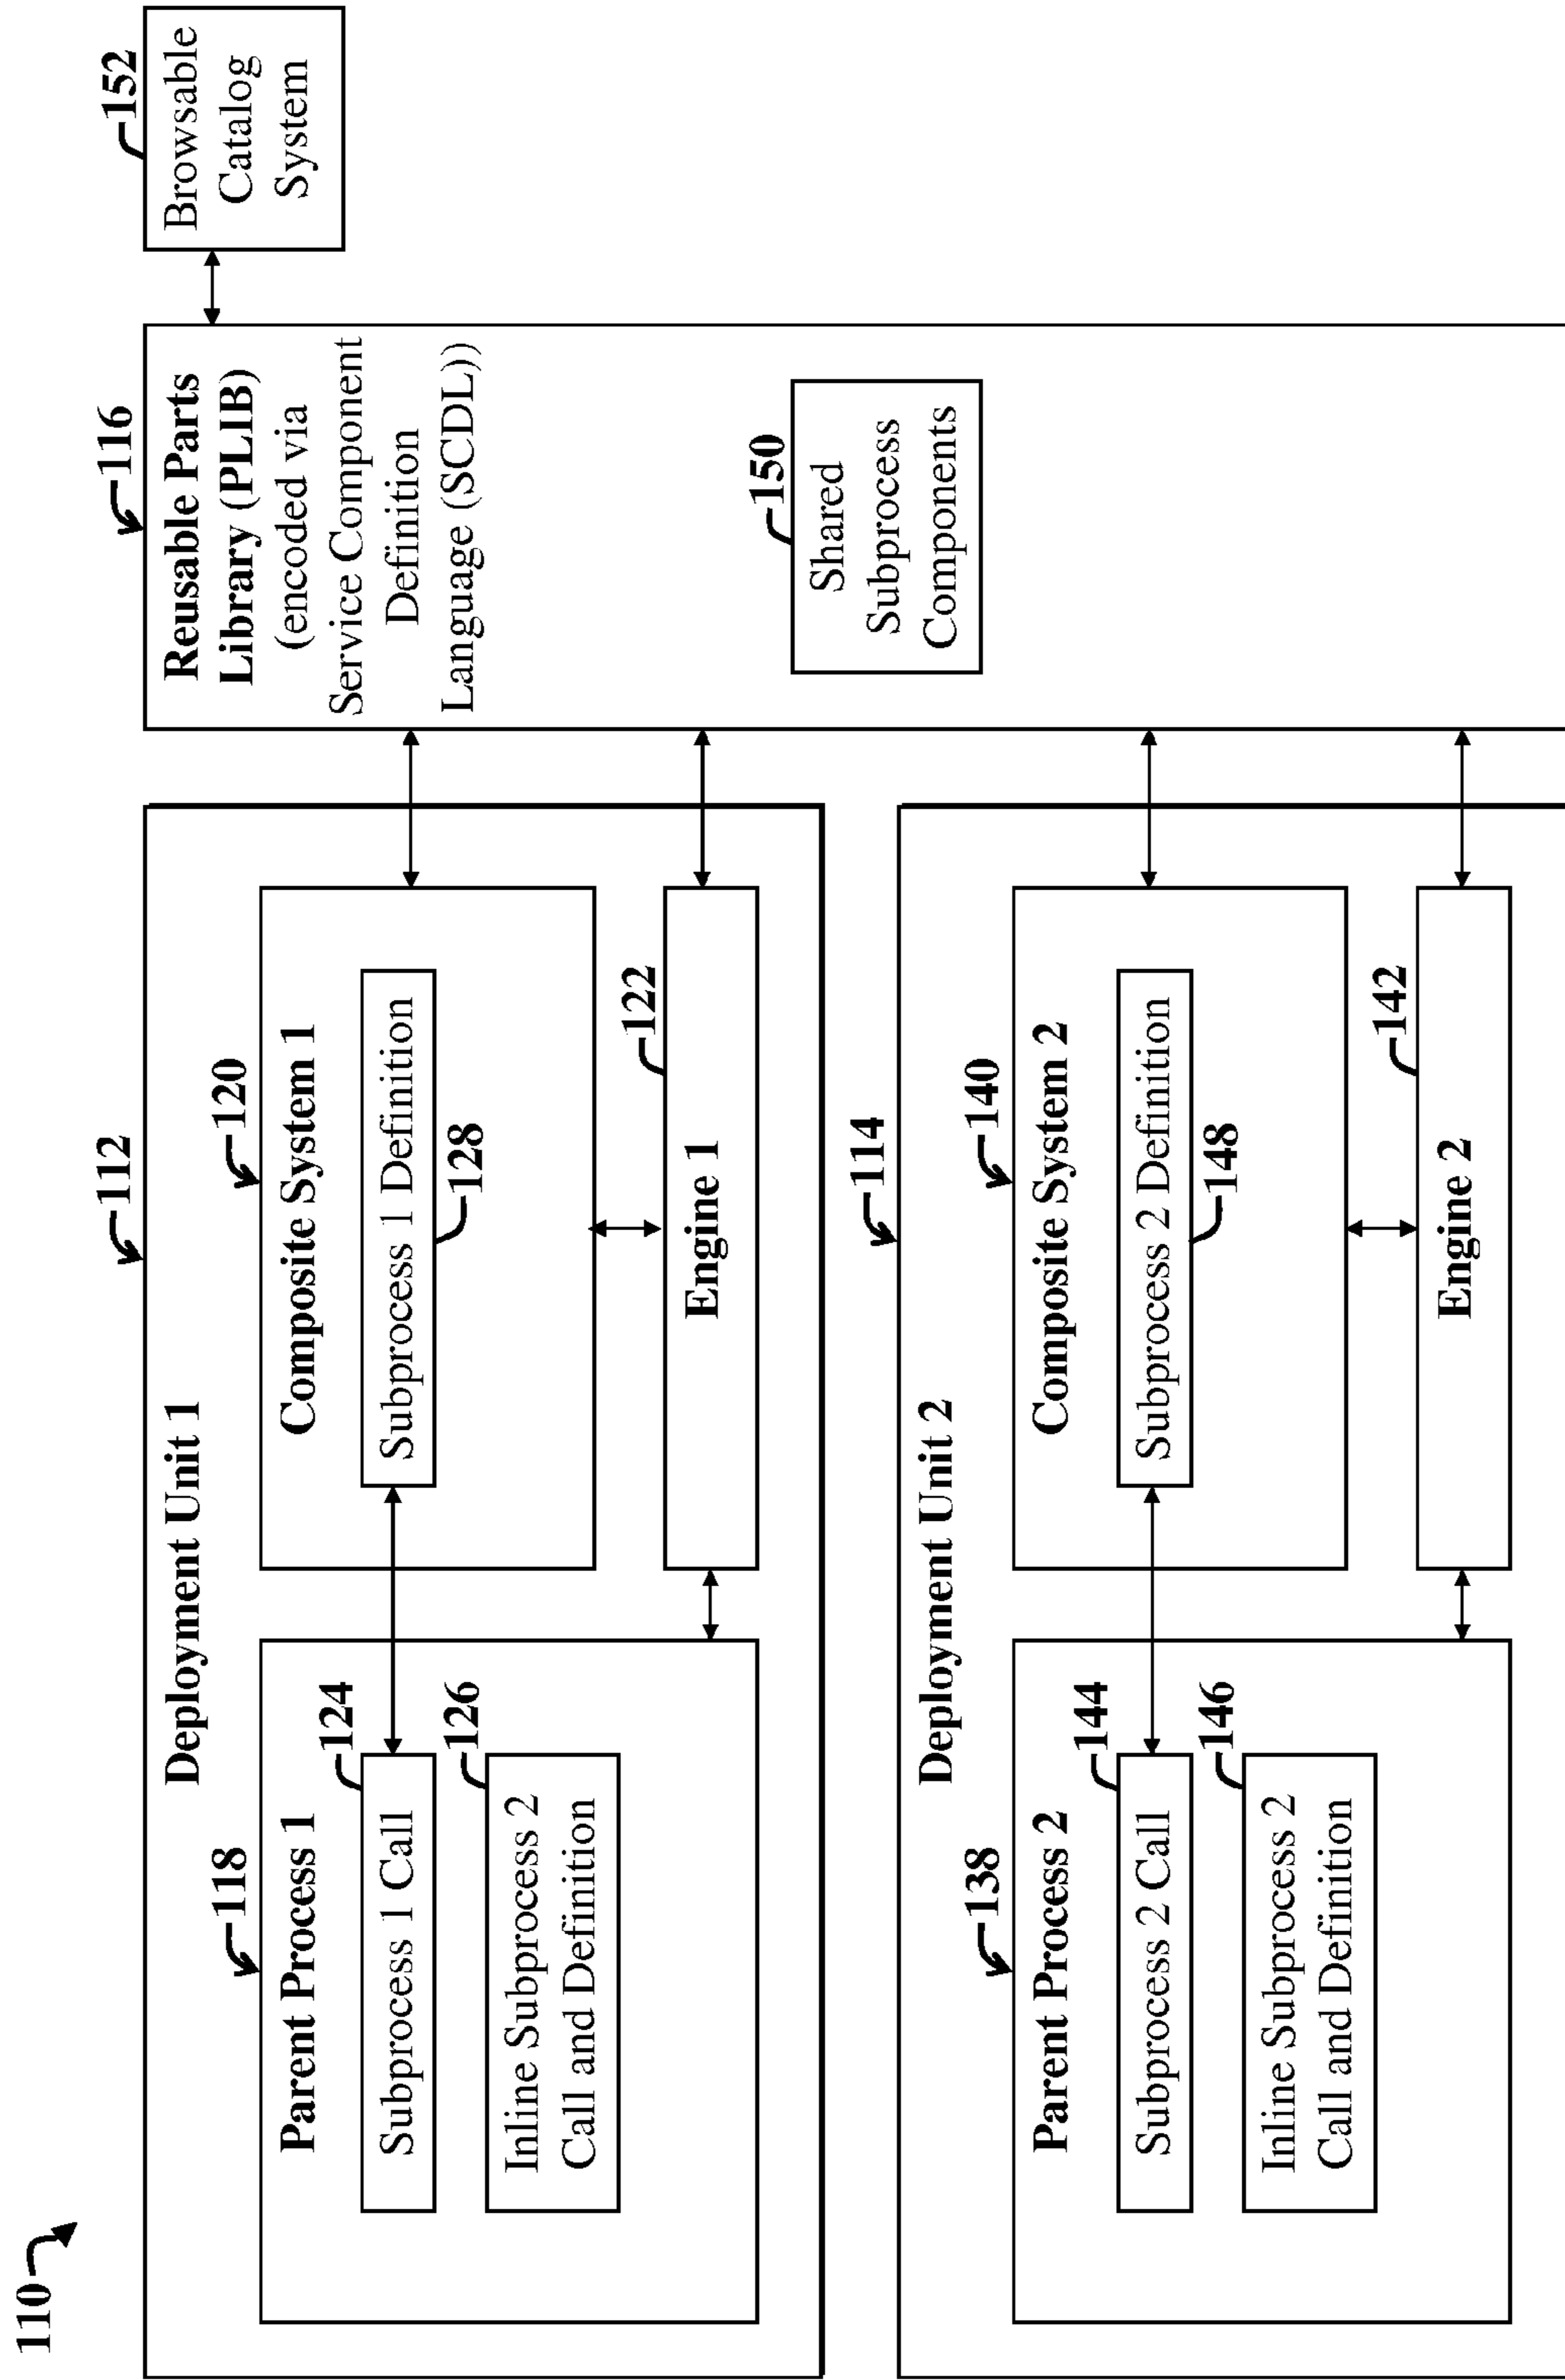 110
112
Deployment Unit 1
118
Parent Process 1
124
Subprocess 1 Call
126
Inline Subprocess 2
Call and Definition
120
Composite System 1
Subprocess 1 Definition
128
122
Engine 1
114
Deployment Unit 2
138
Parent Process 2
144
Subprocess 2 Call
146
Inline Subprocess 2
Call and Definition
140
Composite System 2
Subprocess 2 Definition
148
142
Engine 2
116
Reusable Parts
Library (PLIB)
(encoded via
Service Component
Definition
Language (SCDL))
150
Shared
Subprocess
Components
152
Browsable
Catalog
System